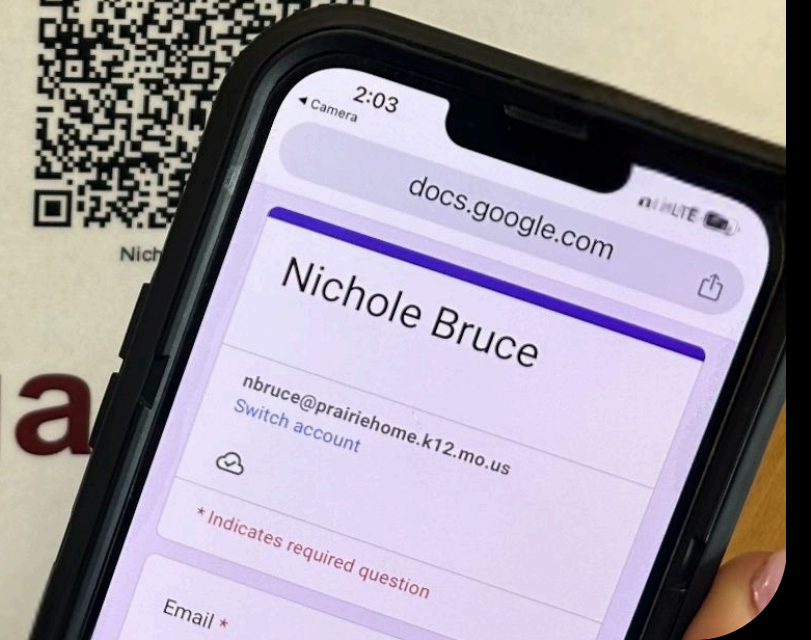 2:03
◀ Camera
LTE
docs.google.com
Nich
Nichole Bruce
a
nbruce@prairiehome.k12.mo.us
Switch account
* Indicates required question
Email *